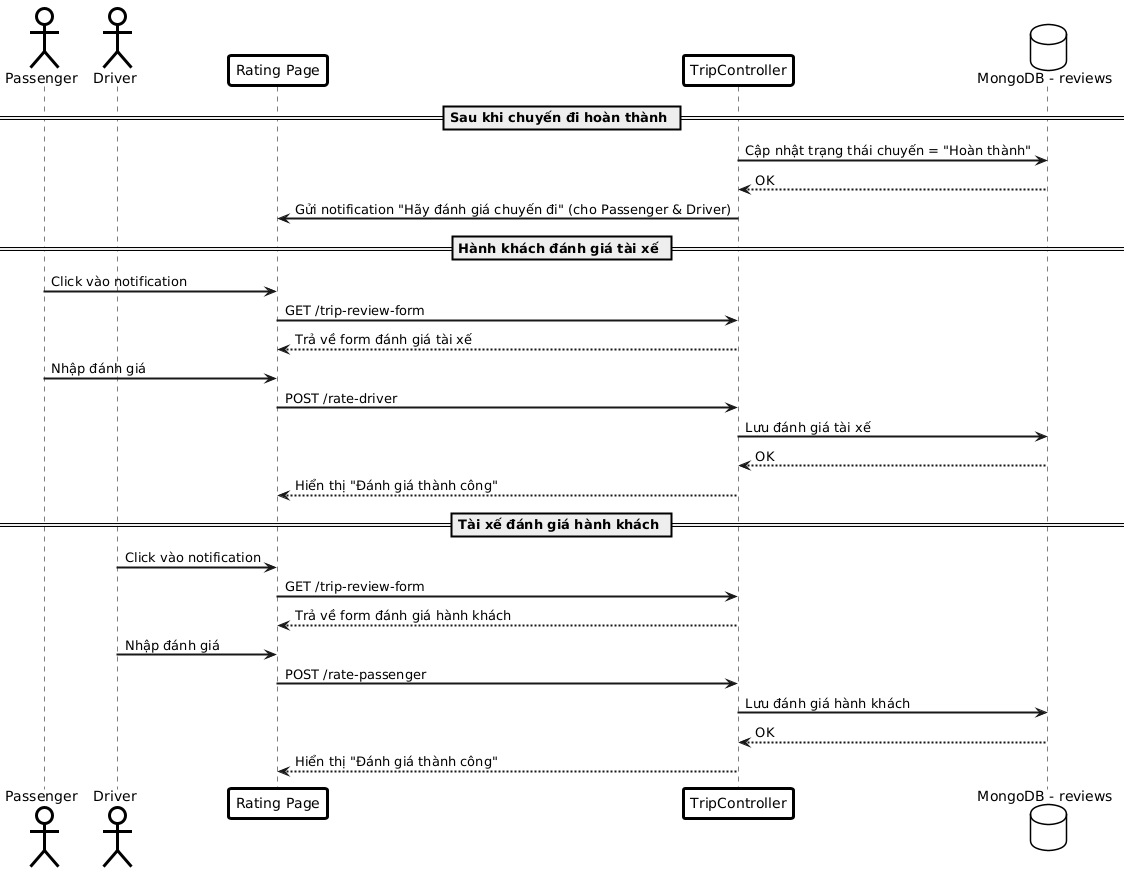 Passenger
Driver
Rating Page
TripController
MongoDB - reviews
Sau khi chuyến đi hoàn thành
Cập nhật trạng thái chuyến = "Hoàn thành"
OK
Gửi notification "Hãy đánh giá chuyến đi" (cho Passenger & Driver)
Hành khách đánh giá tài xế
Click vào notification
GET /trip-review-form
Trả về form đánh giá tài xế
Nhập đánh giá
POST /rate-driver
Lưu đánh giá tài xế
OK
Hiển thị "Đánh giá thành công"
Tài xế đánh giá hành khách
Click vào notification
GET /trip-review-form
Trả về form đánh giá hành khách
Nhập đánh giá
POST /rate-passenger
Lưu đánh giá hành khách
OK
Hiển thị "Đánh giá thành công"
Passenger
Driver
Rating Page
TripController
MongoDB - reviews